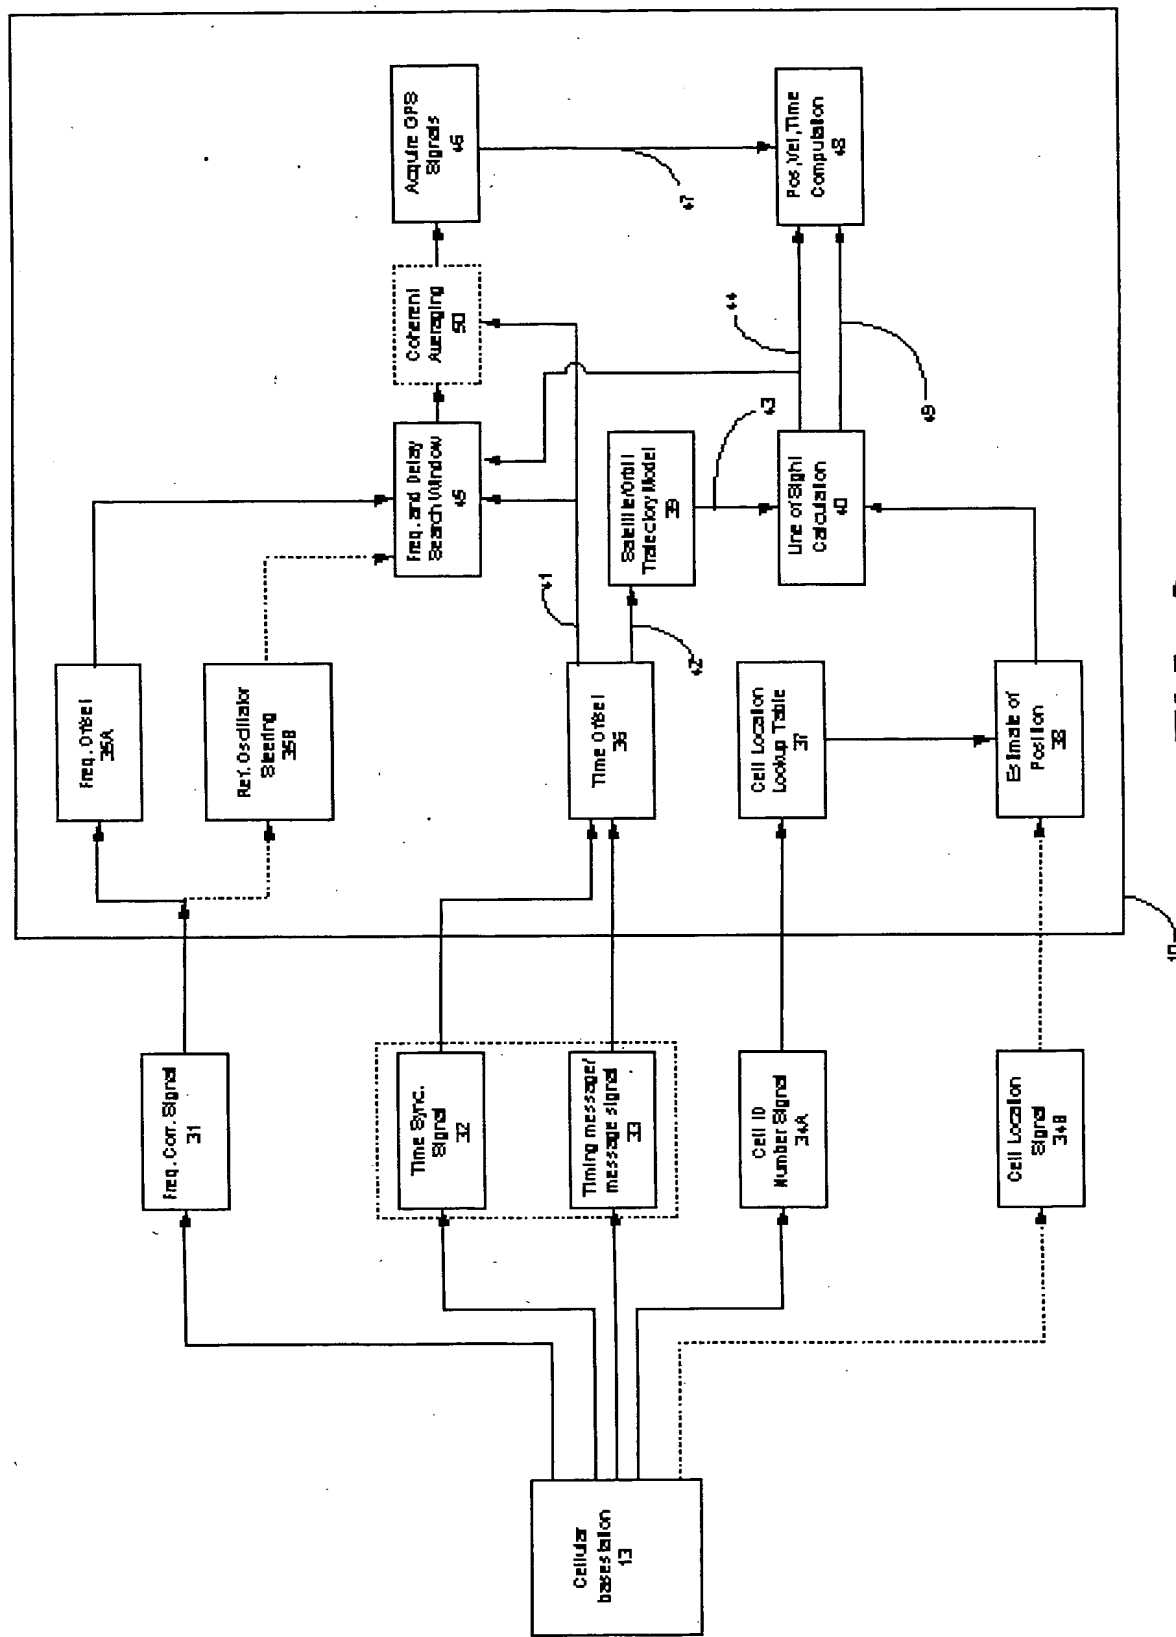 Cellular
basestation
13
Freq. Corr. Signal
31
Time Sync.
Signal
32
Timing message/
message signal
33
Cell ID
Number Signal
34A
Cell Location
Signal
34B
Freq. Offset
35A
Ref. Oscillator
Steering
35B
Time Offset
36
Cell Location
Lookup Table
37
Estimate of
Position
38
41
42
Freq. and Delay
Search Window
45
Satellite/Orbit
Trajectory Model
39
43
Line of Sight
Calculation
40
Coherent
Averaging
50
44
49
Acquire GPS
Signals
46
47
Pos,Vel,Time
Computation
48
10